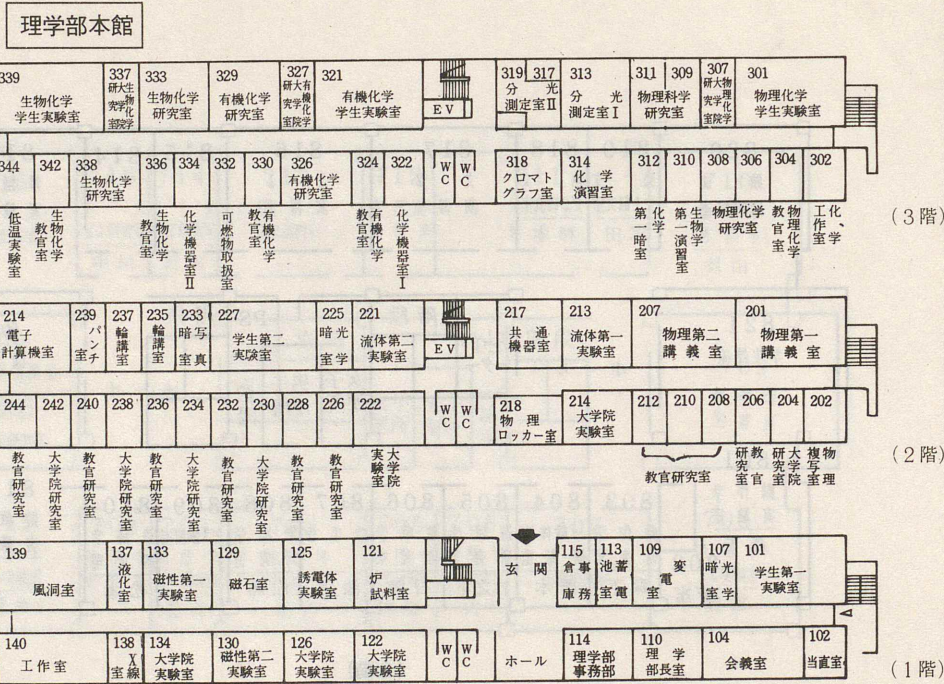 理学部本館
339
生物化学
学生実験室
337
生物化学
大学院
研究室
333
生物化学
研究室
329
有機化学
研究室
327
有機化学
大学院
研究室
321
有機化学
学生実験室
EV
319
317
分光
測定室II
313
分光
測定室I
311
309
物理科学
研究室
307
物理化学
大学院
研究室
301
物理化学
学生実験室
344
342
338
生物化学
研究室
336
334
332
330
326
有機化学
研究室
324
322
WC
WC
318
クロマト
グラフ室
314
化学
演習室
312
310
308
306
304
302
低温実験室
生物化学
教官室
生物化学
教官室
化学機器室II
可燃物取扱室
有機化学
教官室
有機化学
教官室
化学機器室I
化学
第一暗室
生物学
第一演習室
物理化学
研究室
物理化学
教官室
化学、
工作室
(3階)
214
電子
計算機室
239
パンチ
室
237
輪講室
235
輪講室
233
写真
暗室
227
学生第二
実験室
225
光学
暗室
221
流体第二
実験室
EV
217
共通
機器室
213
流体第一
実験室
207
物理第二
講義室
201
物理第一
講義室
244
242
240
238
236
234
232
230
228
226
222
WC
WC
218
物理
ロッカー室
214
大学院
実験室
212
210
208
206
204
202
教官研究室
大学院研究室
教官研究室
大学院研究室
教官研究室
大学院研究室
教官研究室
大学院研究室
教官研究室
教官研究室
大学院
実験室
教官研究室
教官
研究室
大学院
研究室
物理
複写室
(2階)
139
風洞室
137
液化室
133
磁性第一
実験室
129
磁石室
125
誘電体
実験室
121
炉
試料室
玄関
115
事務
倉庫
113
蓄電
池室
109
変電
室
107
光学
暗室
101
学生第一
実験室
140
工作室
138
X線
室
134
大学院
実験室
130
磁性第二
実験室
126
大学院
実験室
122
大学院
実験室
WC
WC
ホール
114
理学部
事務部
110
理学
部長室
104
会議室
102
当直室
(1階)